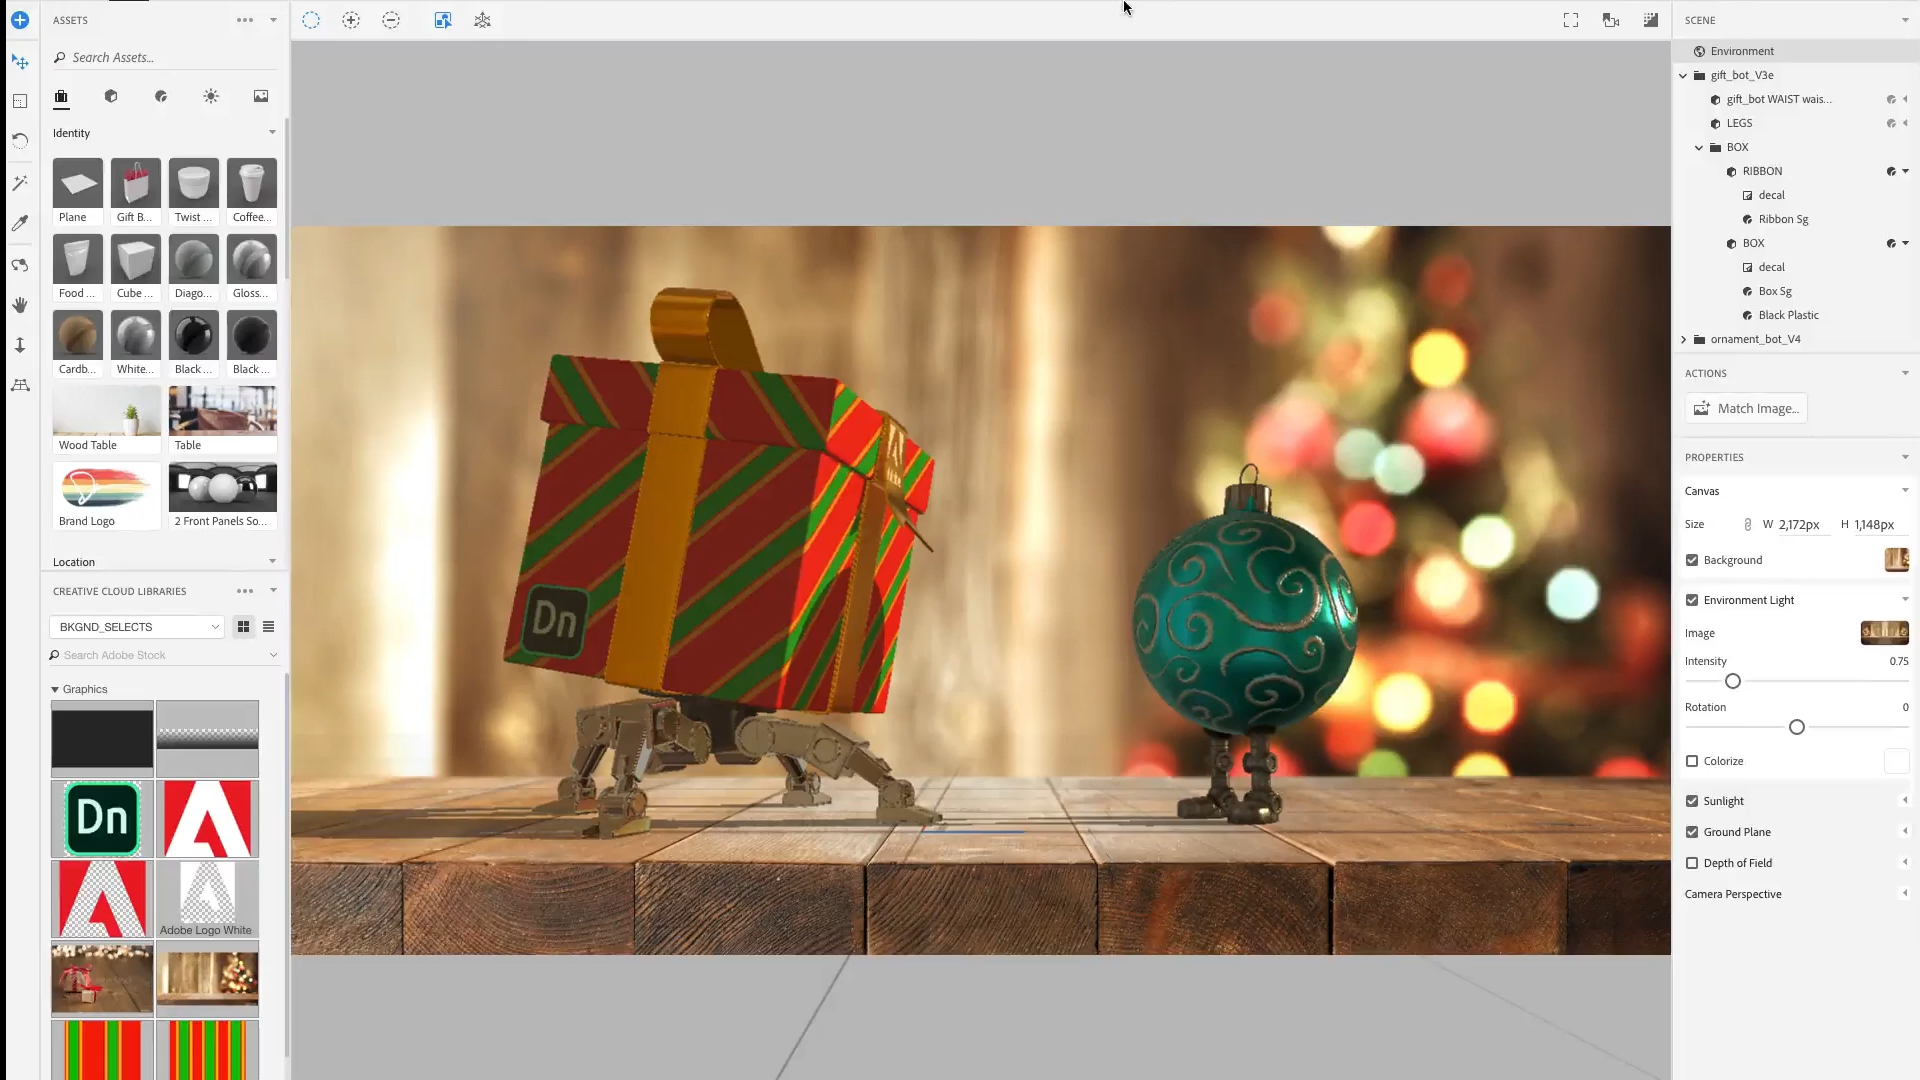 ASSETS
Search Assets...
Identity
Plane
Gift B...
Twist ...
Coffee...
Food ...
Cube ...
Diago...
Gloss...
Cardb...
White...
Black ...
Black ...
Wood Table
Table
Brand Logo
2 Front Panels So...
Location
CREATIVE CLOUD LIBRARIES
BKGND_SELECTS
Search Adobe Stock
Graphics
Dn
Adobe Logo White
Dn
SCENE
Environment
gift_bot_V3e
gift_bot WAIST wais...
LEGS
BOX
RIBBON
decal
Ribbon Sg
BOX
decal
Box Sg
Black Plastic
ornament_bot_V4
ACTIONS
Match Image...
PROPERTIES
Canvas
Size W 2,172px H 1,148px
Background
Environment Light
Image
Intensity 0.75
Rotation 0
Colorize
Sunlight
Ground Plane
Depth of Field
Camera Perspective